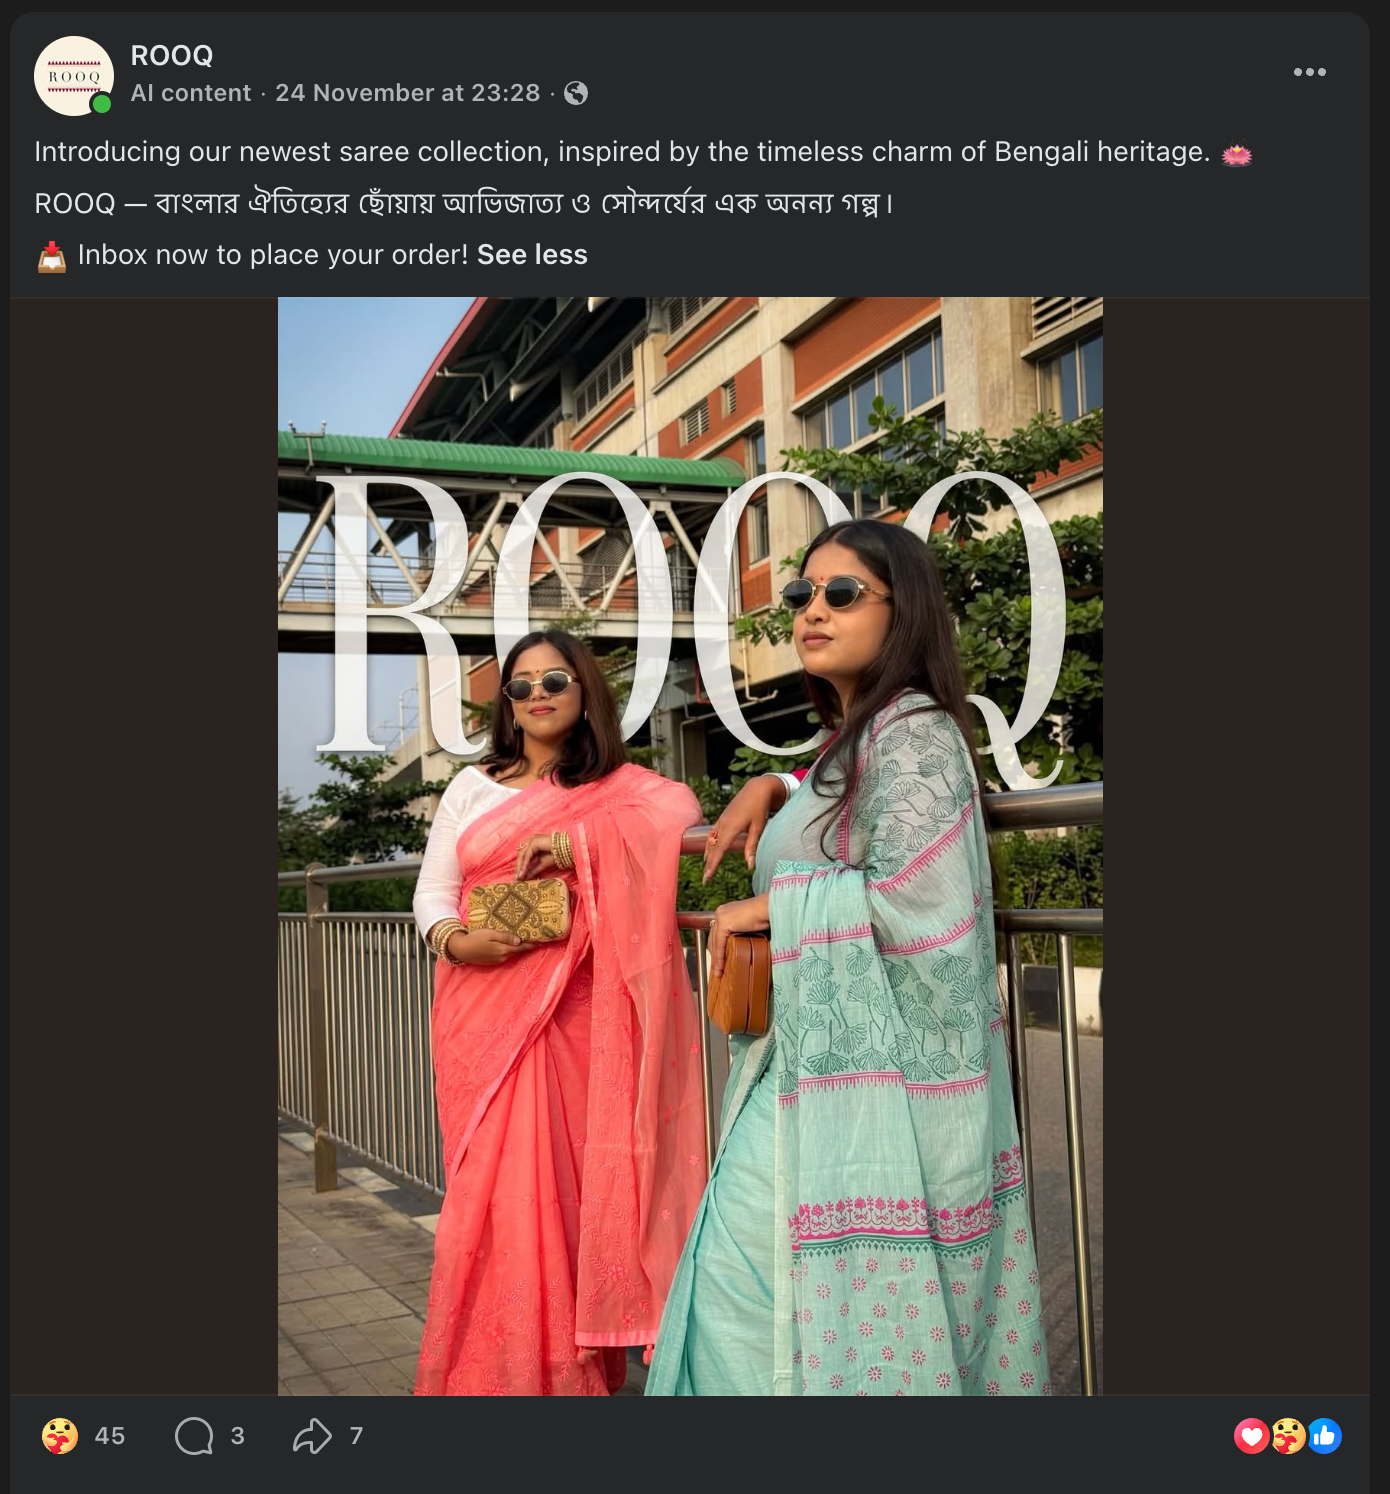 ROOQ
ROOQ
AI content · 24 November at 23:28 ·
Introducing our newest saree collection, inspired by the timeless charm of Bengali heritage. 🪷
ROOQ — বাংলার ঐতিহ্যের ছোঁয়ায় আভিজাত্য ও সৌন্দর্যের এক অনন্য গল্প।
📥 Inbox now to place your order! See less
ROOQ
45 3 7